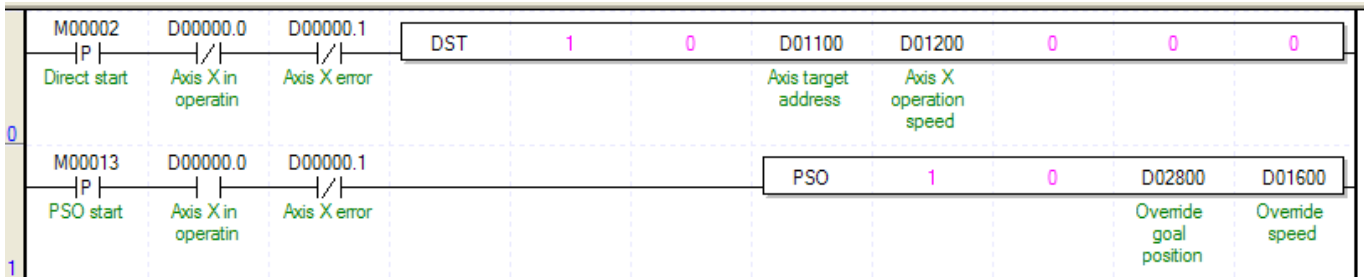 M00002 D00000.0 D00000.1
P / / DST 1 0 D01100 D01200 0 0 0
Direct start Axis X in Axis X error Axis target Axis X
operatin address operation
speed
0
M00013 D00000.0 D00000.1
P / PSO 1 0 D02800 D01600
PSO start Axis X in Axis X error Override Override
operatin goal speed
position
1